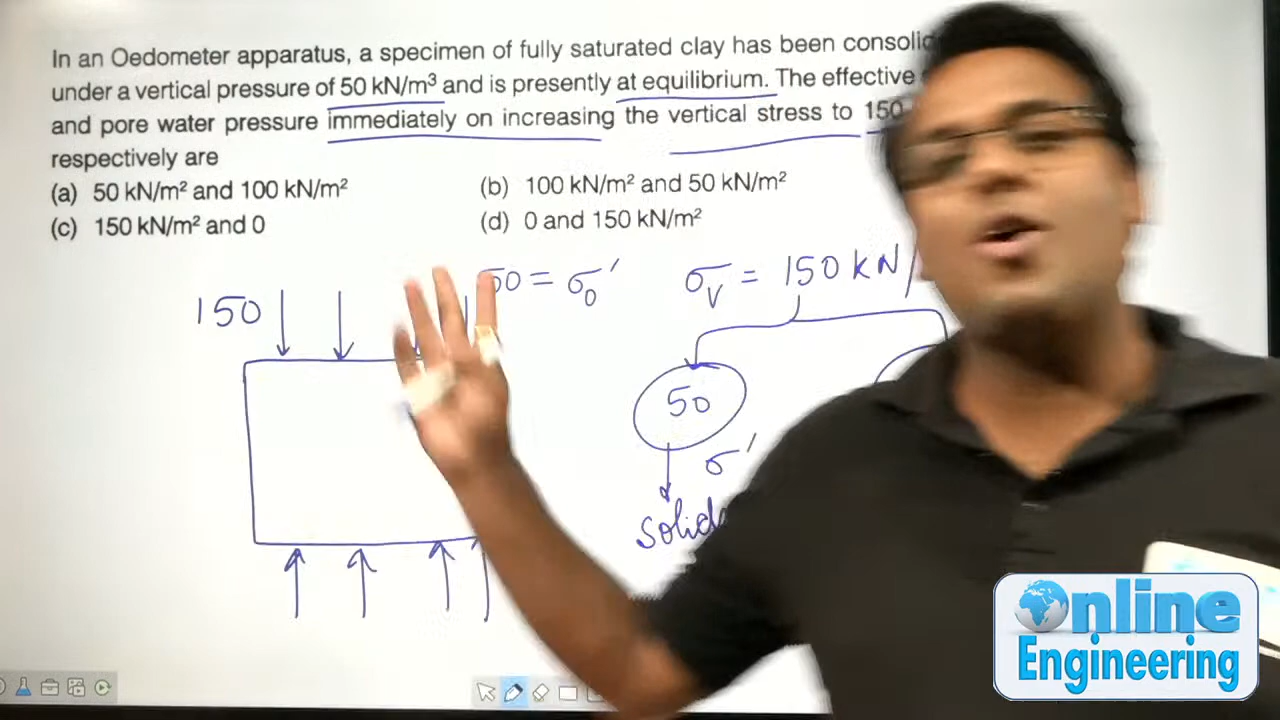 In an Oedometer apparatus, a specimen of fully saturated clay has been
under a vertical pressure of 50 kN/m³ and is presently at equilibrium. The effective
and pore water pressure immediately on increasing the vertical stress to 150
respectively are
(a) 50 kN/m² and 100 kN/m² (b) 100 kN/m² and 50 kN/m²
(c) 150 kN/m² and 0 (d) 0 and 150 kN/m²
50 = σ₀′ σᵥ = 150 kN/
150
50
σ′
Online
Engineering